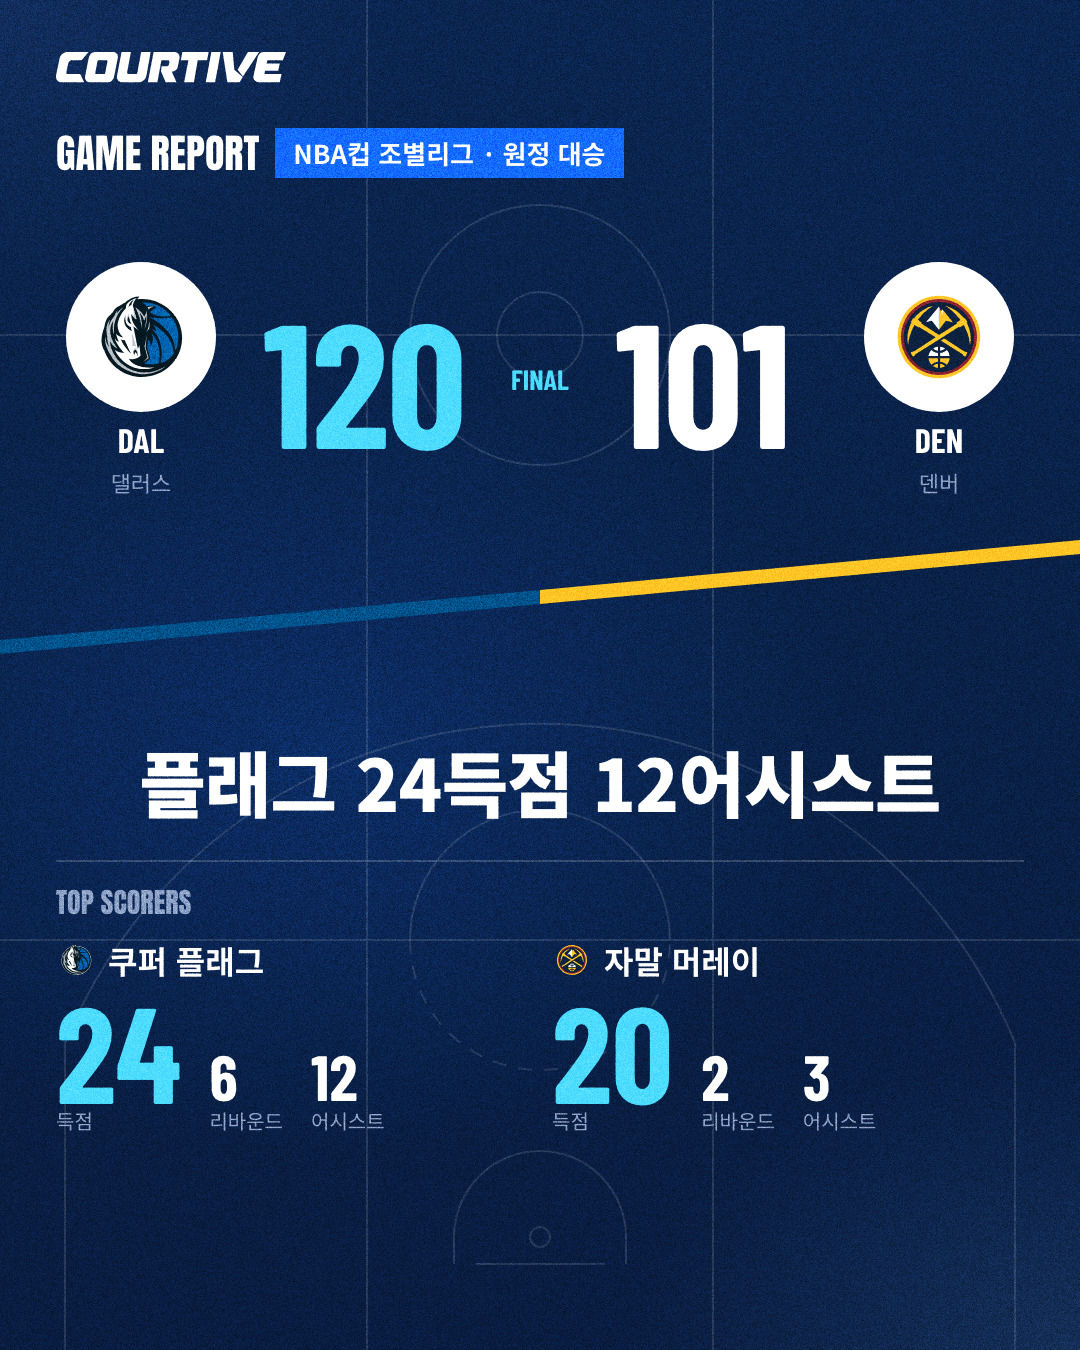 COURTIVE
GAME REPORT
NBA컵 조별리그 · 원정 대승
120
FINAL
101
DAL
댈러스
DEN
덴버
플래그 24득점 12어시스트
TOP SCORERS
쿠퍼 플래그
24
6
12
득점
리바운드
어시스트
자말 머레이
20
2
3
득점
리바운드
어시스트